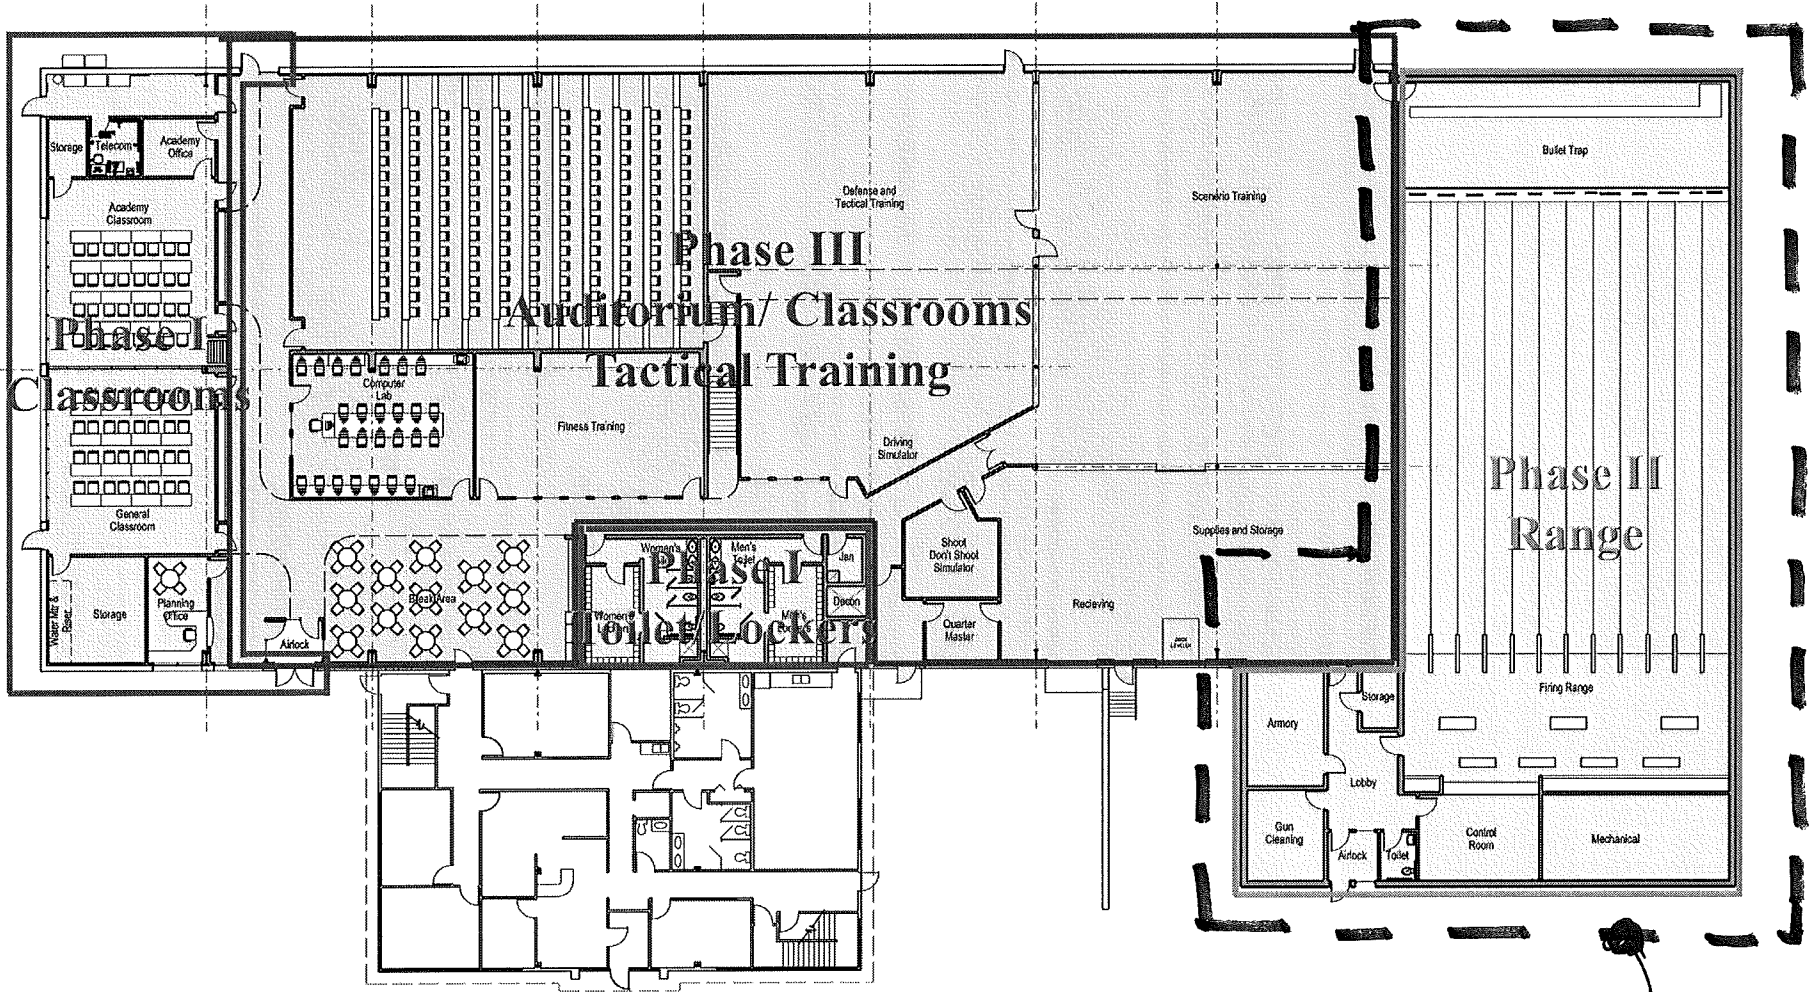 Storage
Telecom
Academy
Office
Academy
Classroom
Phase I
Classrooms
General
Classroom
Water Mtr &
Riser
Storage
Planning
Office
Airlock
Defense and
Tactical Training
Scenario Training
Phase III
Auditorium/ Classrooms
Tactical Training
Computer
Lab
Fitness Training
Driving
Simulator
Break Area
Women's
Men's
Toilet
Jan
Phase I
Toilet/Lockers
Women's
Men's
Decon
Shoot
Don't Shoot
Simulator
Quarter
Master
Supplies and Storage
Recieving
DOCK
LEVELER
Bullet Trap
Phase II
Range
Firing Range
Armory
Storage
Lobby
Gun
Cleaning
Airlock
Toilet
Control
Room
Mechanical